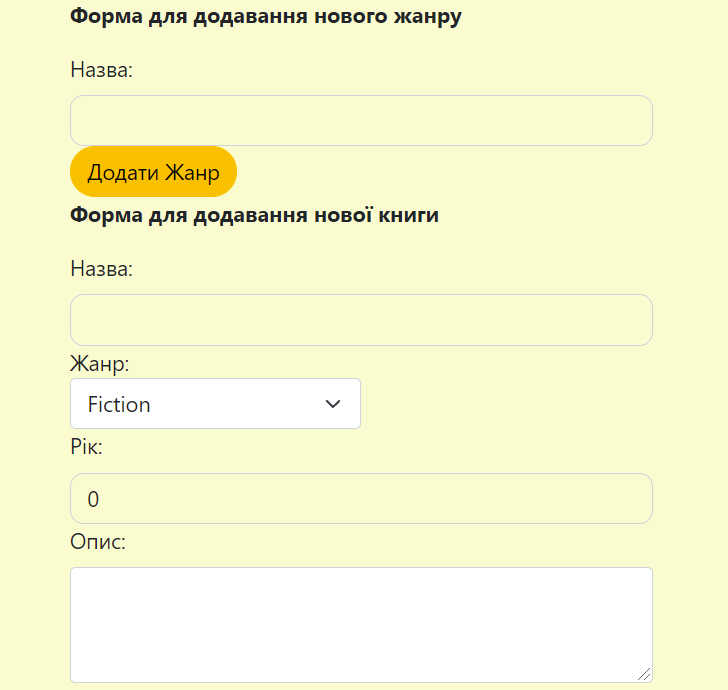 Форма для додавання нового жанру
Назва:
Додати Жанр
Форма для додавання нової книги
Назва:
Жанр:
Fiction
Рік:
0
Опис: